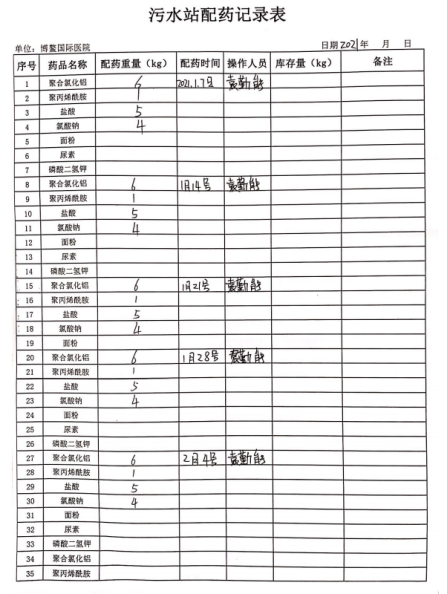 污水站配药记录表
单位：博鳌国际医院 日期 2021年 月 日
序号 药品名称 配药重量（kg） 配药时间 操作人员 库存量（kg） 备注
1 聚合氯化铝 6 2021.1.7号 袁勤能
2 聚丙烯酰胺 1
3 盐酸 5
4 氯酸钠 4
5 面粉
6 尿素
7 磷酸二氢钾
8 聚合氯化铝 6 1月14号 袁勤能
9 聚丙烯酰胺 1
10 盐酸 5
11 氯酸钠 4
12 面粉
13 尿素
14 磷酸二氢钾
15 聚合氯化铝 6 1月21号 袁勤能
16 聚丙烯酰胺 1
17 盐酸 5
18 氯酸钠 4
19 面粉
20 聚合氯化铝 6 1月28号 袁勤能
21 聚丙烯酰胺 1
22 盐酸 5
23 氯酸钠 4
24 面粉
25 尿素
26 磷酸二氢钾
27 聚合氯化铝 6 2月4号 袁勤能
28 聚丙烯酰胺 1
29 盐酸 5
30 氯酸钠 4
31 面粉
32 尿素
33 磷酸二氢钾
34 聚合氯化铝
35 聚丙烯酰胺